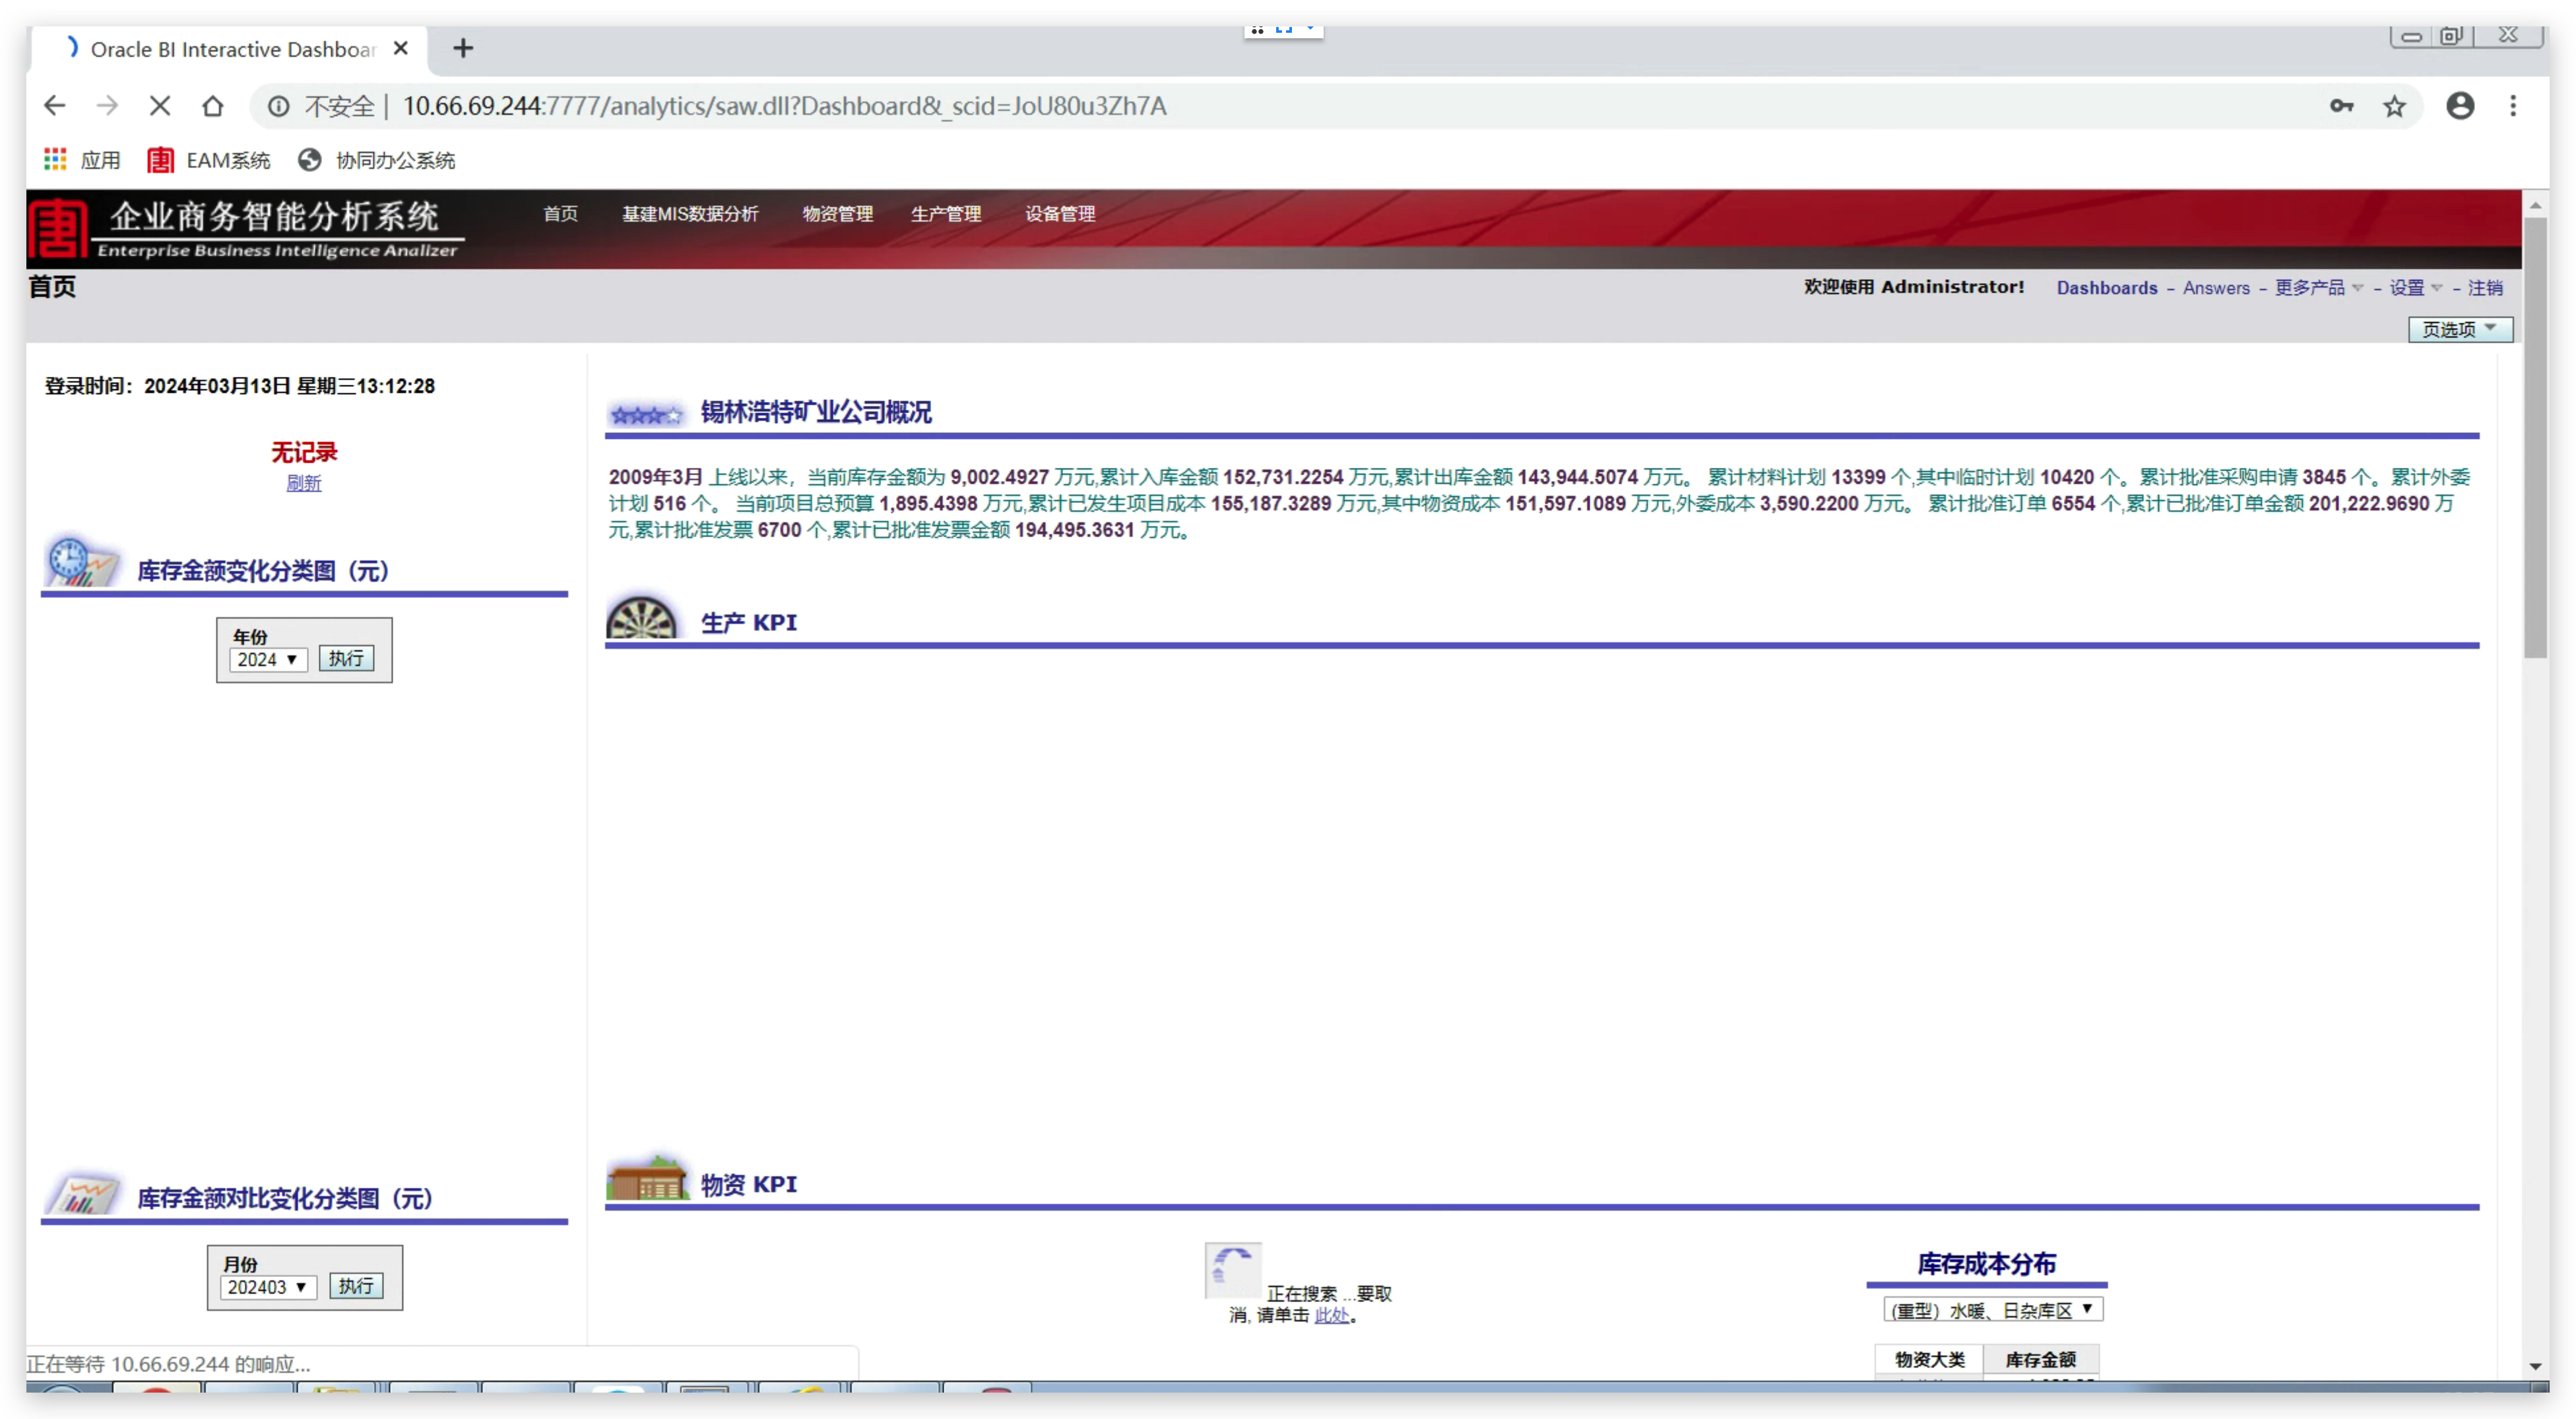 Oracle BI Interactive Dashboar
不安全 | 10.66.69.244:7777/analytics/saw.dll?Dashboard&_scid=JoU80u3Zh7A
应用 EAM系统 协同办公系统
唐 企业商务智能分析系统
Enterprise Business Intelligence Analizer
首页 基建MIS数据分析 物资管理 生产管理 设备管理
首页
欢迎使用 Administrator! Dashboards - Answers - 更多产品 - 设置 - 注销
页选项
登录时间：2024年03月13日 星期三13:12:28
无记录
刷新
库存金额变化分类图（元）
年份
2024 执行
库存金额对比变化分类图（元）
月份
202403 执行
锡林浩特矿业公司概况
2009年3月 上线以来，当前库存金额为 9,002.4927 万元,累计入库金额 152,731.2254 万元,累计出库金额 143,944.5074 万元。 累计材料计划 13399 个,其中临时计划 10420 个。累计批准采购申请 3845 个。累计外委
计划 516 个。 当前项目总预算 1,895.4398 万元,累计已发生项目成本 155,187.3289 万元,其中物资成本 151,597.1089 万元,外委成本 3,590.2200 万元。 累计批准订单 6554 个,累计已批准订单金额 201,222.9690 万
元,累计批准发票 6700 个,累计已批准发票金额 194,495.3631 万元。
生产 KPI
物资 KPI
正在搜索 ...要取
消, 请单击 此处。
库存成本分布
(重型）水暖、日杂库区
物资大类 库存金额
正在等待 10.66.69.244 的响应...